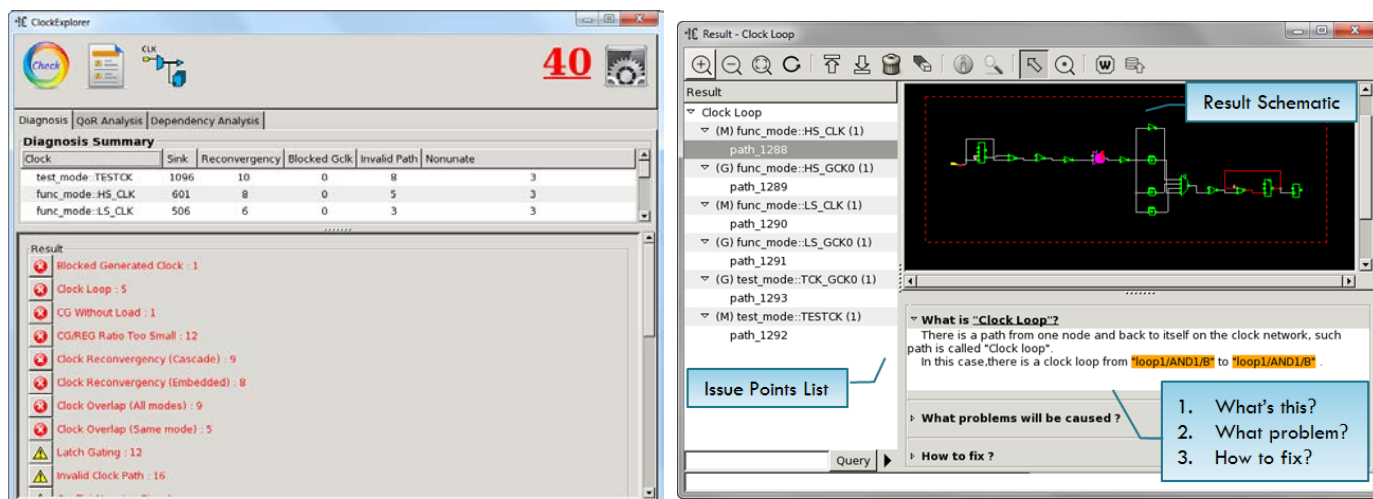 ClockExplorer
Check
CLK
40
Diagnosis QoR Analysis Dependency Analysis
Diagnosis Summary
Clock Sink Reconvergency Blocked Gclk Invalid Path Nonunate
test_mode::TESTCK 1096 10 0 8 3
func_mode::HS_CLK 601 8 0 5 3
func_mode::LS_CLK 506 6 0 3 3
Result
Blocked Generated Clock : 1
Clock Loop : 5
CG Without Load : 1
CG/REG Ratio Too Small : 12
Clock Reconvergency (Cascade) : 9
Clock Reconvergency (Embedded) : 8
Clock Overlap (All modes) : 9
Clock Overlap (Same mode) : 5
Latch Gating : 12
Invalid Clock Path : 16
Result - Clock Loop
W
Result
Clock Loop
(M) func_mode::HS_CLK (1)
path_1288
(G) func_mode::HS_GCK0 (1)
path_1289
(M) func_mode::LS_CLK (1)
path_1290
(G) func_mode::LS_GCK0 (1)
path_1291
(G) test_mode::TCK_GCK0 (1)
path_1293
(M) test_mode::TESTCK (1)
path_1292
Issue Points List
Query
Result Schematic
What is "Clock Loop"?
There is a path from one node and back to itself on the clock network, such
path is called "Clock loop".
In this case,there is a clock loop from "loop1/AND1/B" to "loop1/AND1/B" .
What problems will be caused ?
How to fix ?
1. What's this?
2. What problem?
3. How to fix?